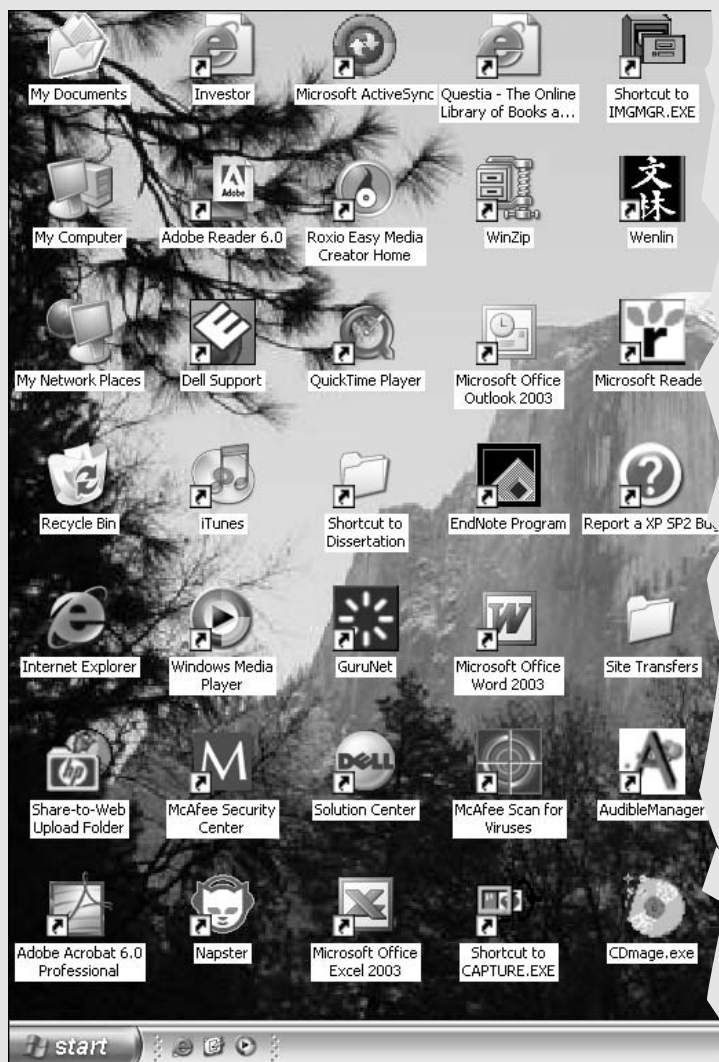 My Documents
Investor
Microsoft ActiveSync
Questia - The Online
Library of Books a...
Shortcut to
IMGMGR.EXE
Adobe
文
林
My Computer
Adobe Reader 6.0
Roxio Easy Media
Creator Home
WinZip
Wenlin
r
My Network Places
Dell Support
QuickTime Player
Microsoft Office
Outlook 2003
Microsoft Reade
Recycle Bin
iTunes
Shortcut to
Dissertation
EndNote Program
Report a XP SP2 Bug
W
Internet Explorer
Windows Media
Player
GuruNet
Microsoft Office
Word 2003
Site Transfers
hp
M
DELL
A
Share-to-Web
Upload Folder
McAfee Security
Center
Solution Center
McAfee Scan for
Viruses
AudibleManager
Adobe Acrobat 6.0
Professional
Napster
Microsoft Office
Excel 2003
Shortcut to
CAPTURE.EXE
CDmage.exe
start